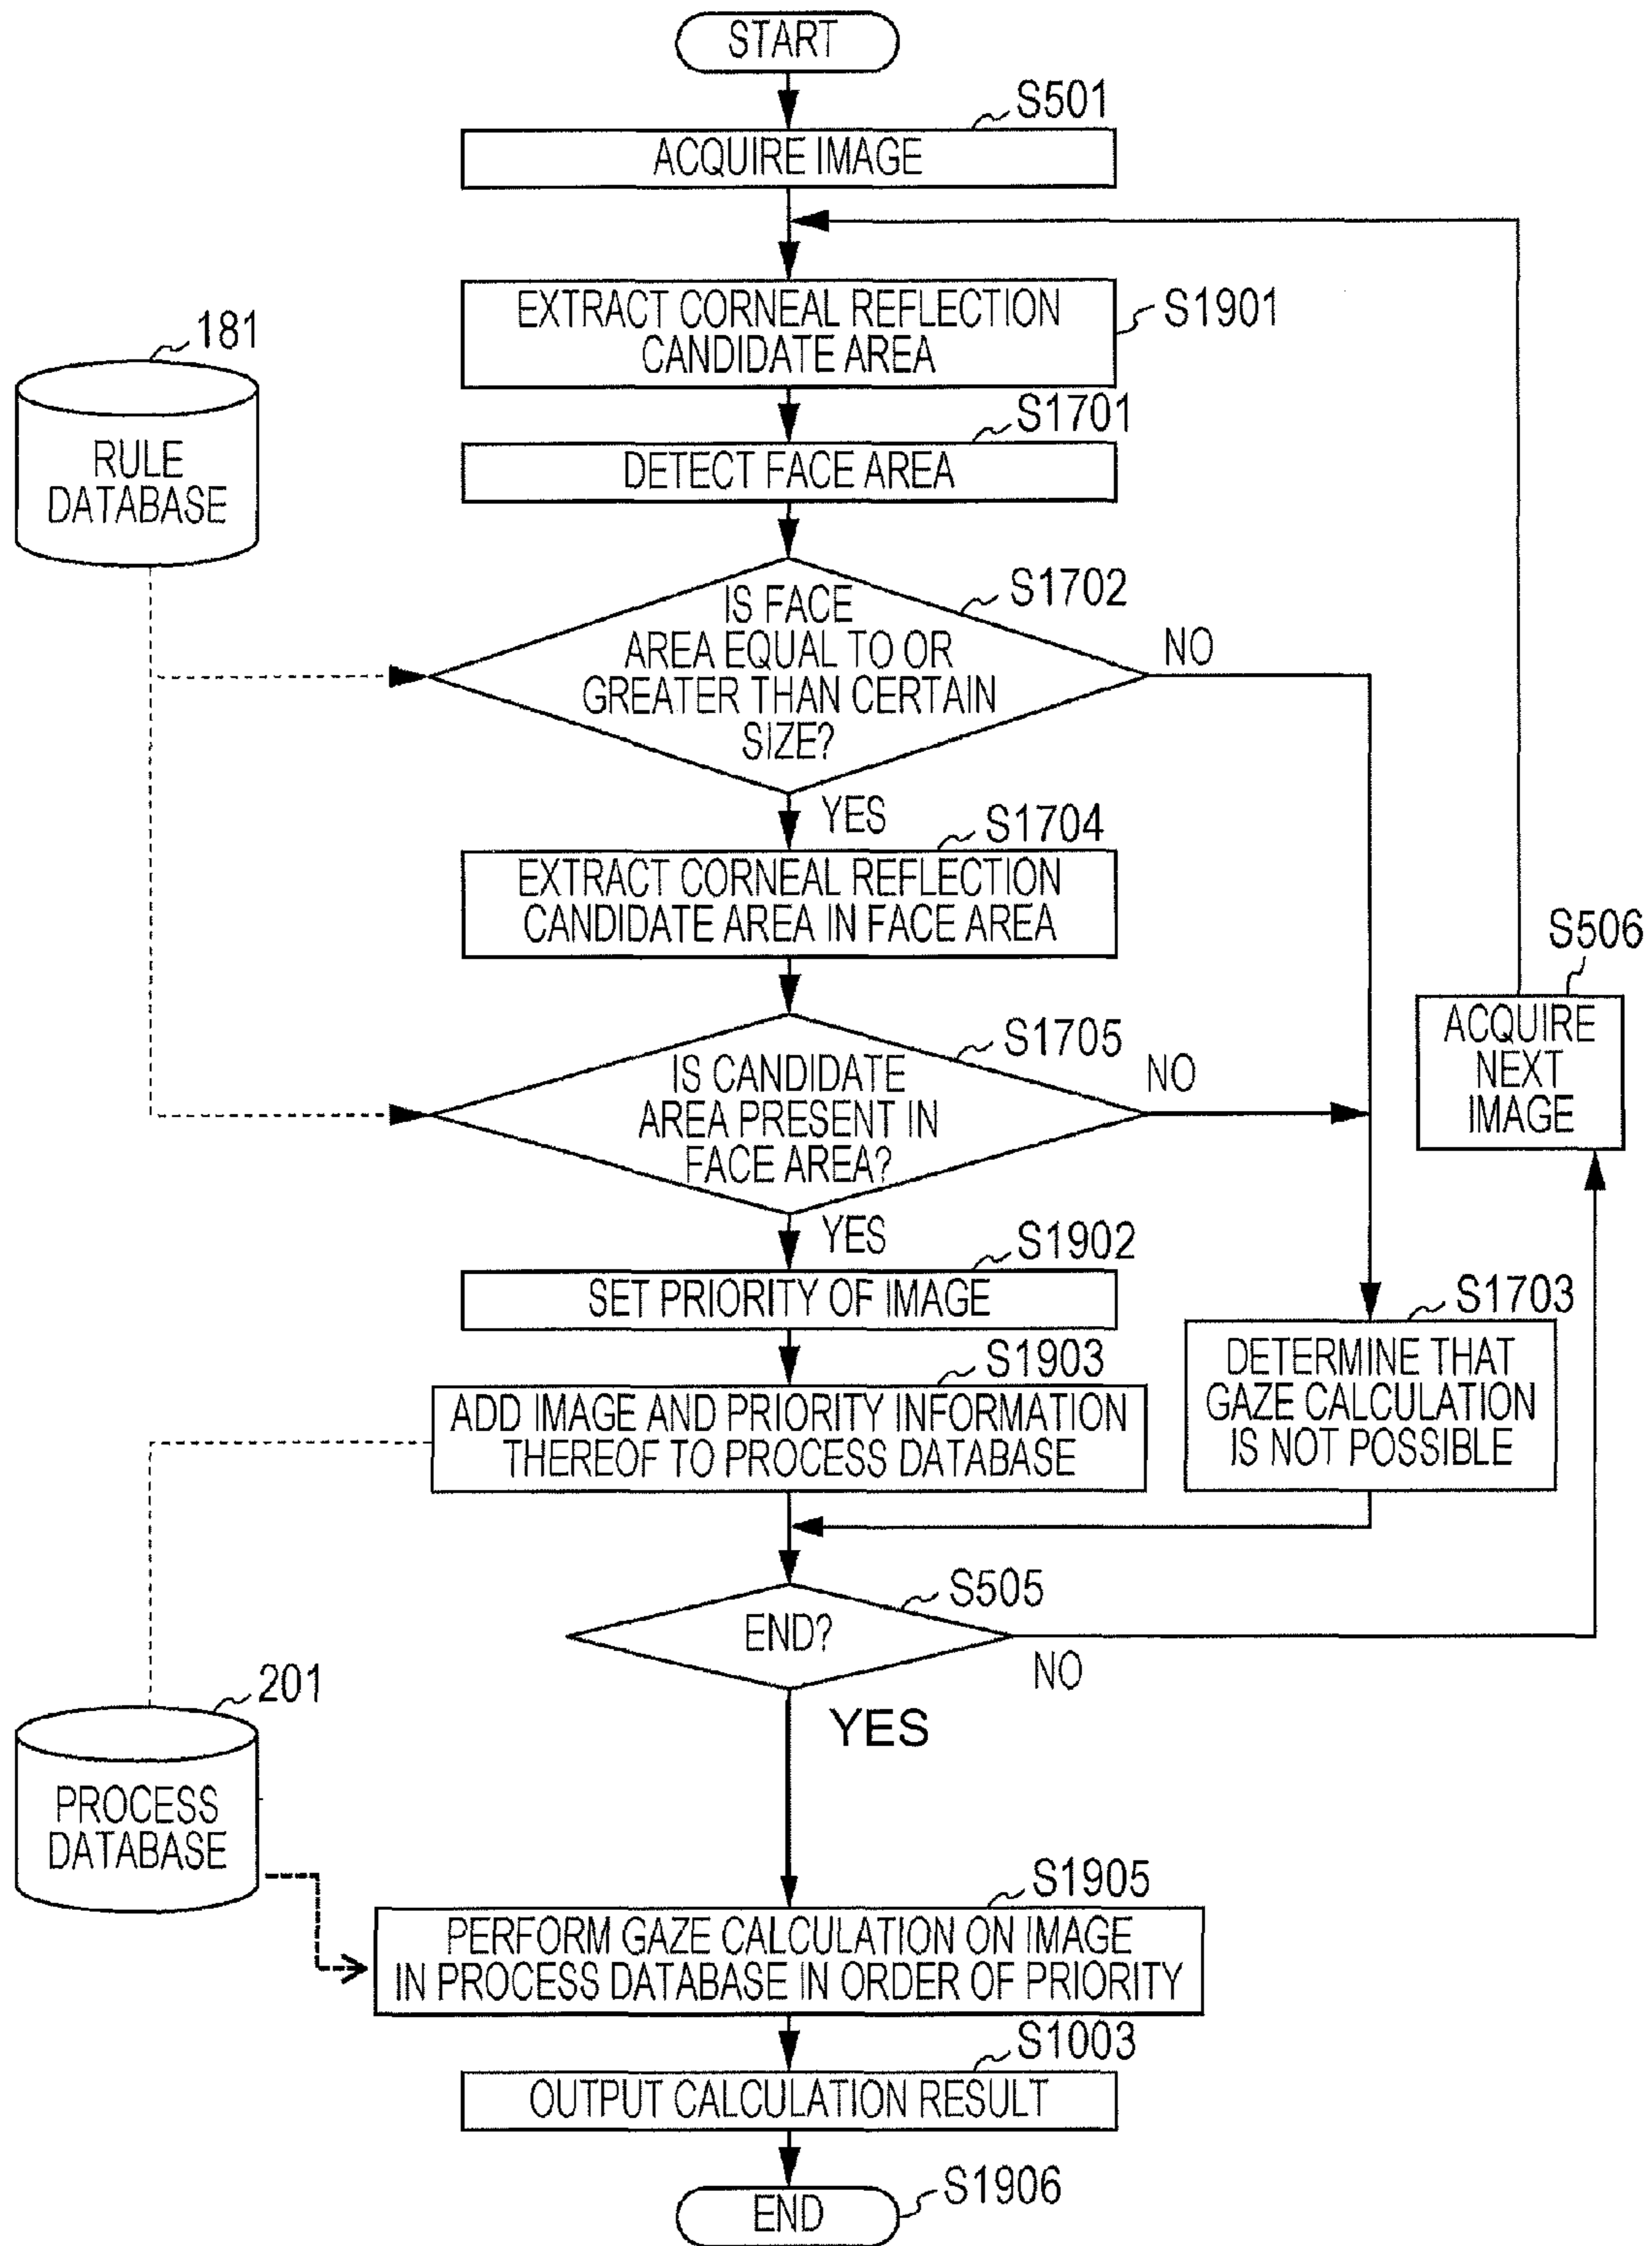 START
S501
ACQUIRE IMAGE
EXTRACT CORNEAL REFLECTION
CANDIDATE AREA
S1901
181
RULE
DATABASE
S1701
DETECT FACE AREA
S1702
IS FACE
AREA EQUAL TO OR
GREATER THAN CERTAIN
SIZE?
NO
YES
S1704
EXTRACT CORNEAL REFLECTION
CANDIDATE AREA IN FACE AREA
S506
ACQUIRE
NEXT
IMAGE
S1705
IS CANDIDATE
AREA PRESENT IN
FACE AREA?
NO
YES
S1902
SET PRIORITY OF IMAGE
S1703
DETERMINE THAT
GAZE CALCULATION
IS NOT POSSIBLE
S1903
ADD IMAGE AND PRIORITY INFORMATION
THEREOF TO PROCESS DATABASE
S505
END?
NO
YES
201
PROCESS
DATABASE
S1905
PERFORM GAZE CALCULATION ON IMAGE
IN PROCESS DATABASE IN ORDER OF PRIORITY
S1003
OUTPUT CALCULATION RESULT
END
S1906